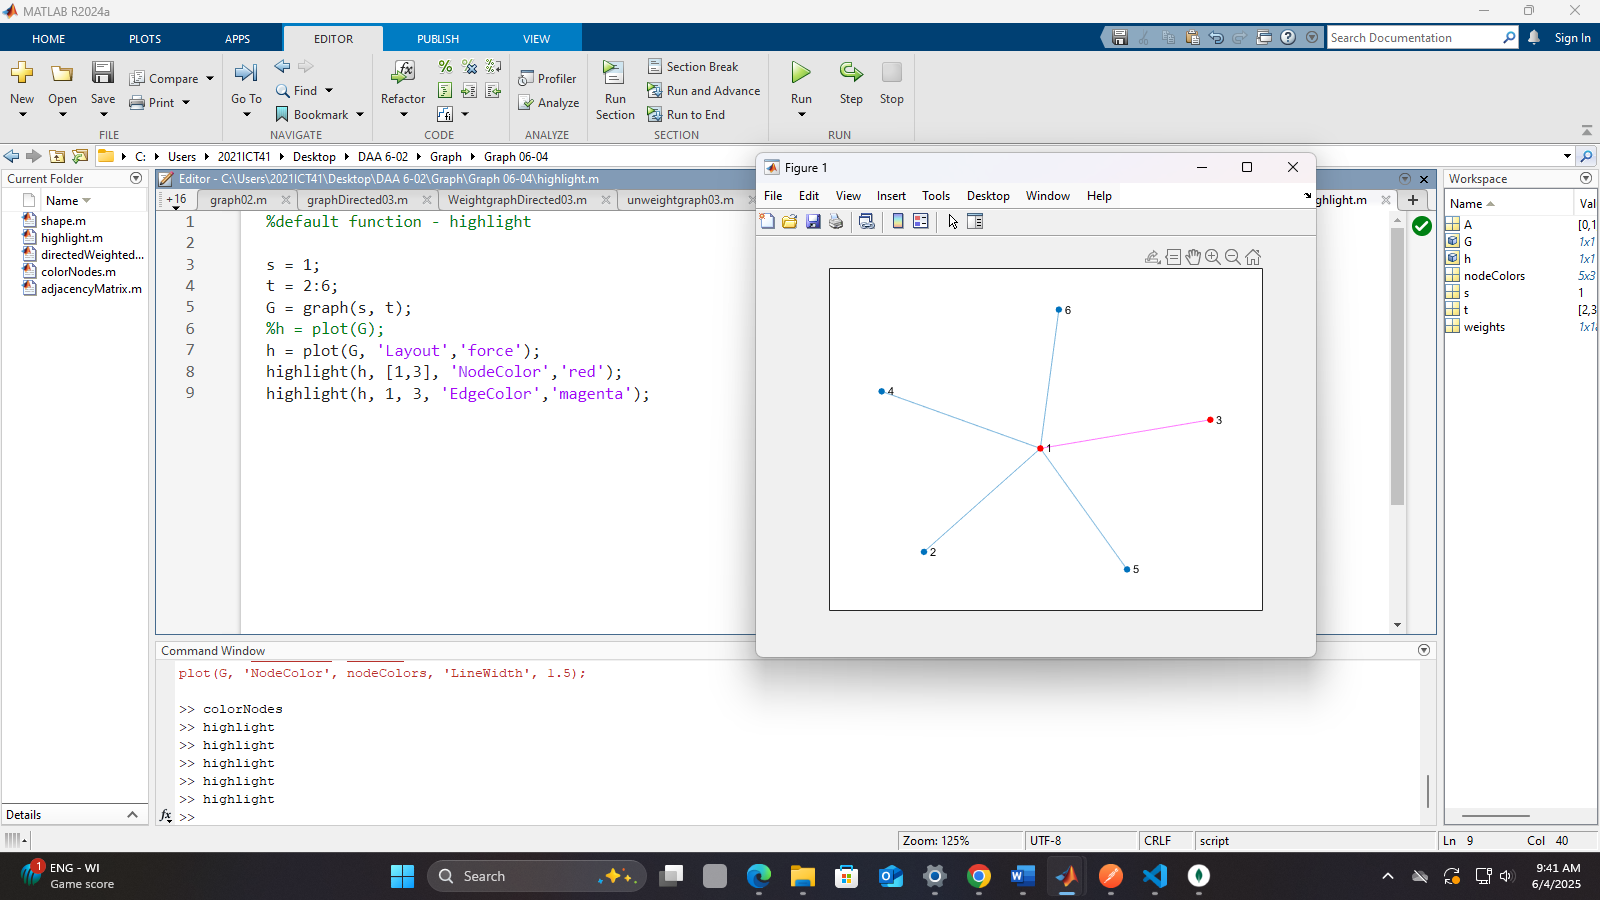 MATLAB R2024a
HOME PLOTS APPS EDITOR PUBLISH VIEW
Search Documentation
Sign In
New Open Save
Compare
Print
FILE
Go To
Find
Bookmark
NAVIGATE
Refactor
CODE
Profiler
Analyze
ANALYZE
Run Section
Section Break
Run and Advance
Run to End
SECTION
Run Step Stop
RUN
C: Users 2021ICT41 Desktop DAA 6-02 Graph Graph 06-04
Current Folder
Name
shape.m
highlight.m
directedWeighted...
colorNodes.m
adjacencyMatrix.m
Details
Editor - C:\Users\2021ICT41\Desktop\DAA 6-02\Graph\Graph 06-04\highlight.m
+16 graph02.m graphDirected03.m WeightgraphDirected03.m unweightgraph03.m ghlight.m
1 %default function - highlight
2
3 s = 1;
4 t = 2:6;
5 G = graph(s, t);
6 %h = plot(G);
7 h = plot(G, 'Layout','force');
8 highlight(h, [1,3], 'NodeColor','red');
9 highlight(h, 1, 3, 'EdgeColor','magenta');
Figure 1
File Edit View Insert Tools Desktop Window Help
6
4
3
1
2
5
Workspace
Name Val
A [0,1
G 1x1
h 1x1
nodeColors 5x3
s 1
t [2,3
weights 1x1
Command Window
plot(G, 'NodeColor', nodeColors, 'LineWidth', 1.5);
>> colorNodes
>> highlight
>> highlight
>> highlight
>> highlight
>> highlight
fx >>
Zoom: 125% UTF-8 CRLF script Ln 9 Col 40
1
ENG - WI
Game score
Search
9:41 AM
6/4/2025